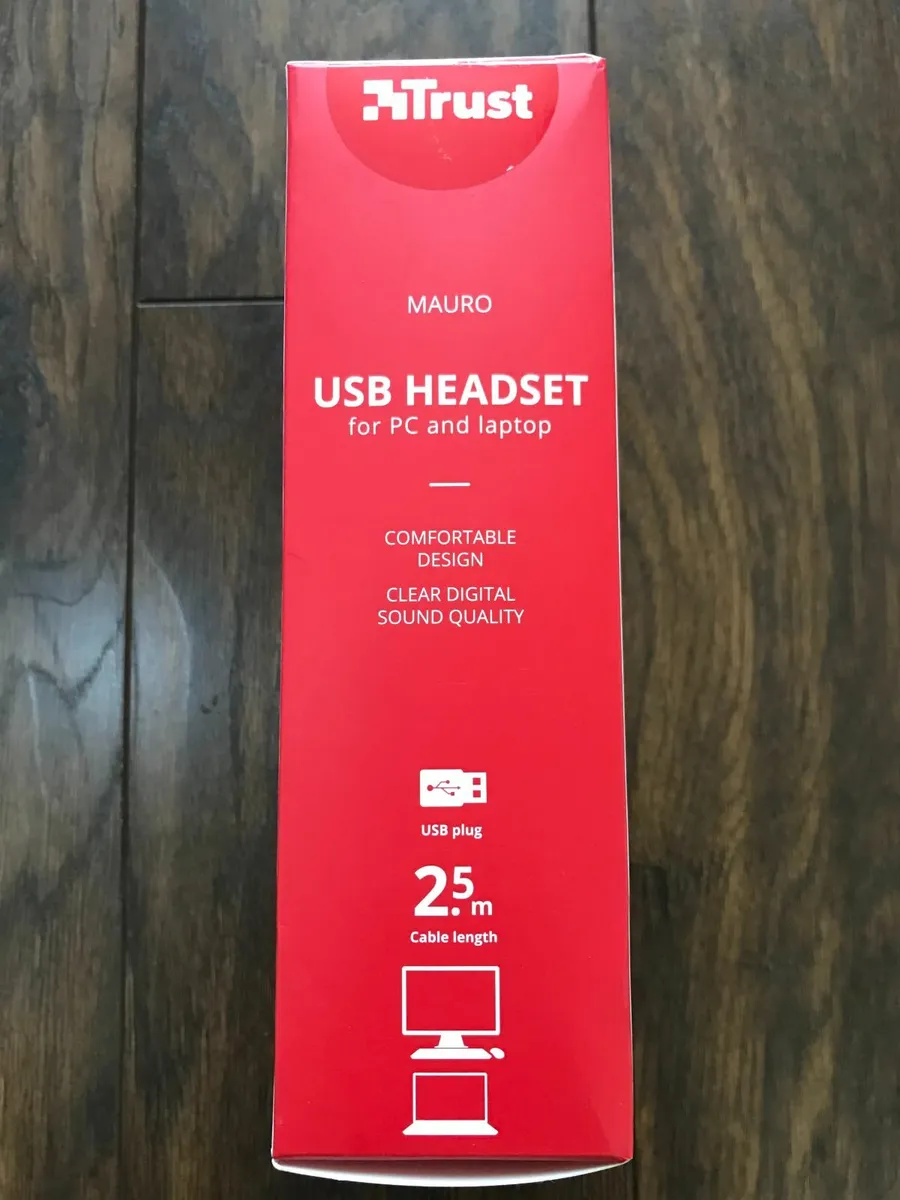 Trust
MAURO
USB HEADSET
for PC and laptop
COMFORTABLE
DESIGN
CLEAR DIGITAL
SOUND QUALITY
USB plug
2.5 m
Cable length